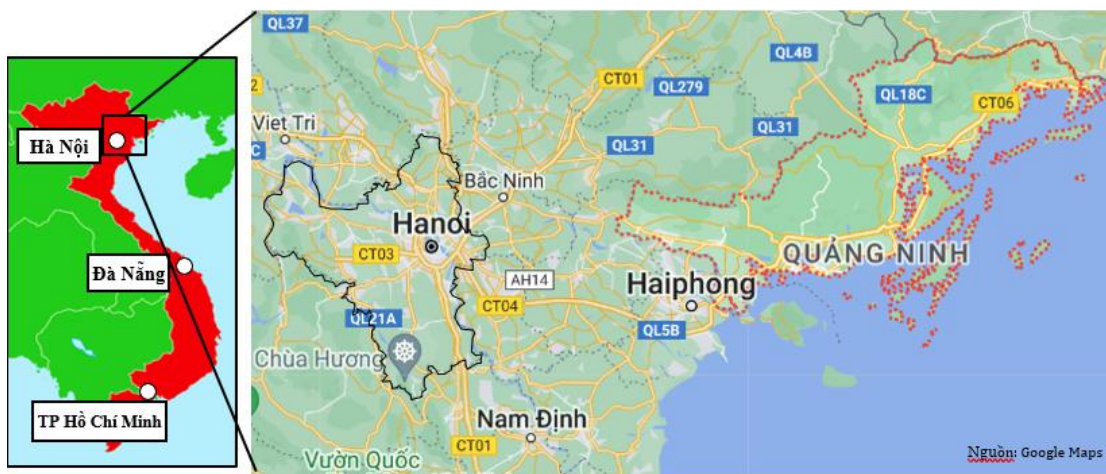 Hà Nội
Đà Nẵng
TP Hồ Chí Minh
QL37
QL4B
CT01
QL279
QL18C
CT06
2
Viet Tri
QL31
QL31
C
Bắc Ninh
Hanoi
CT03
QUẢNG NINH
AH14
Haiphong
CT04
QL21A
QL5B
Chùa Hương
Nam Định
CT01
Vườn Quốc
Nguồn: Google Maps